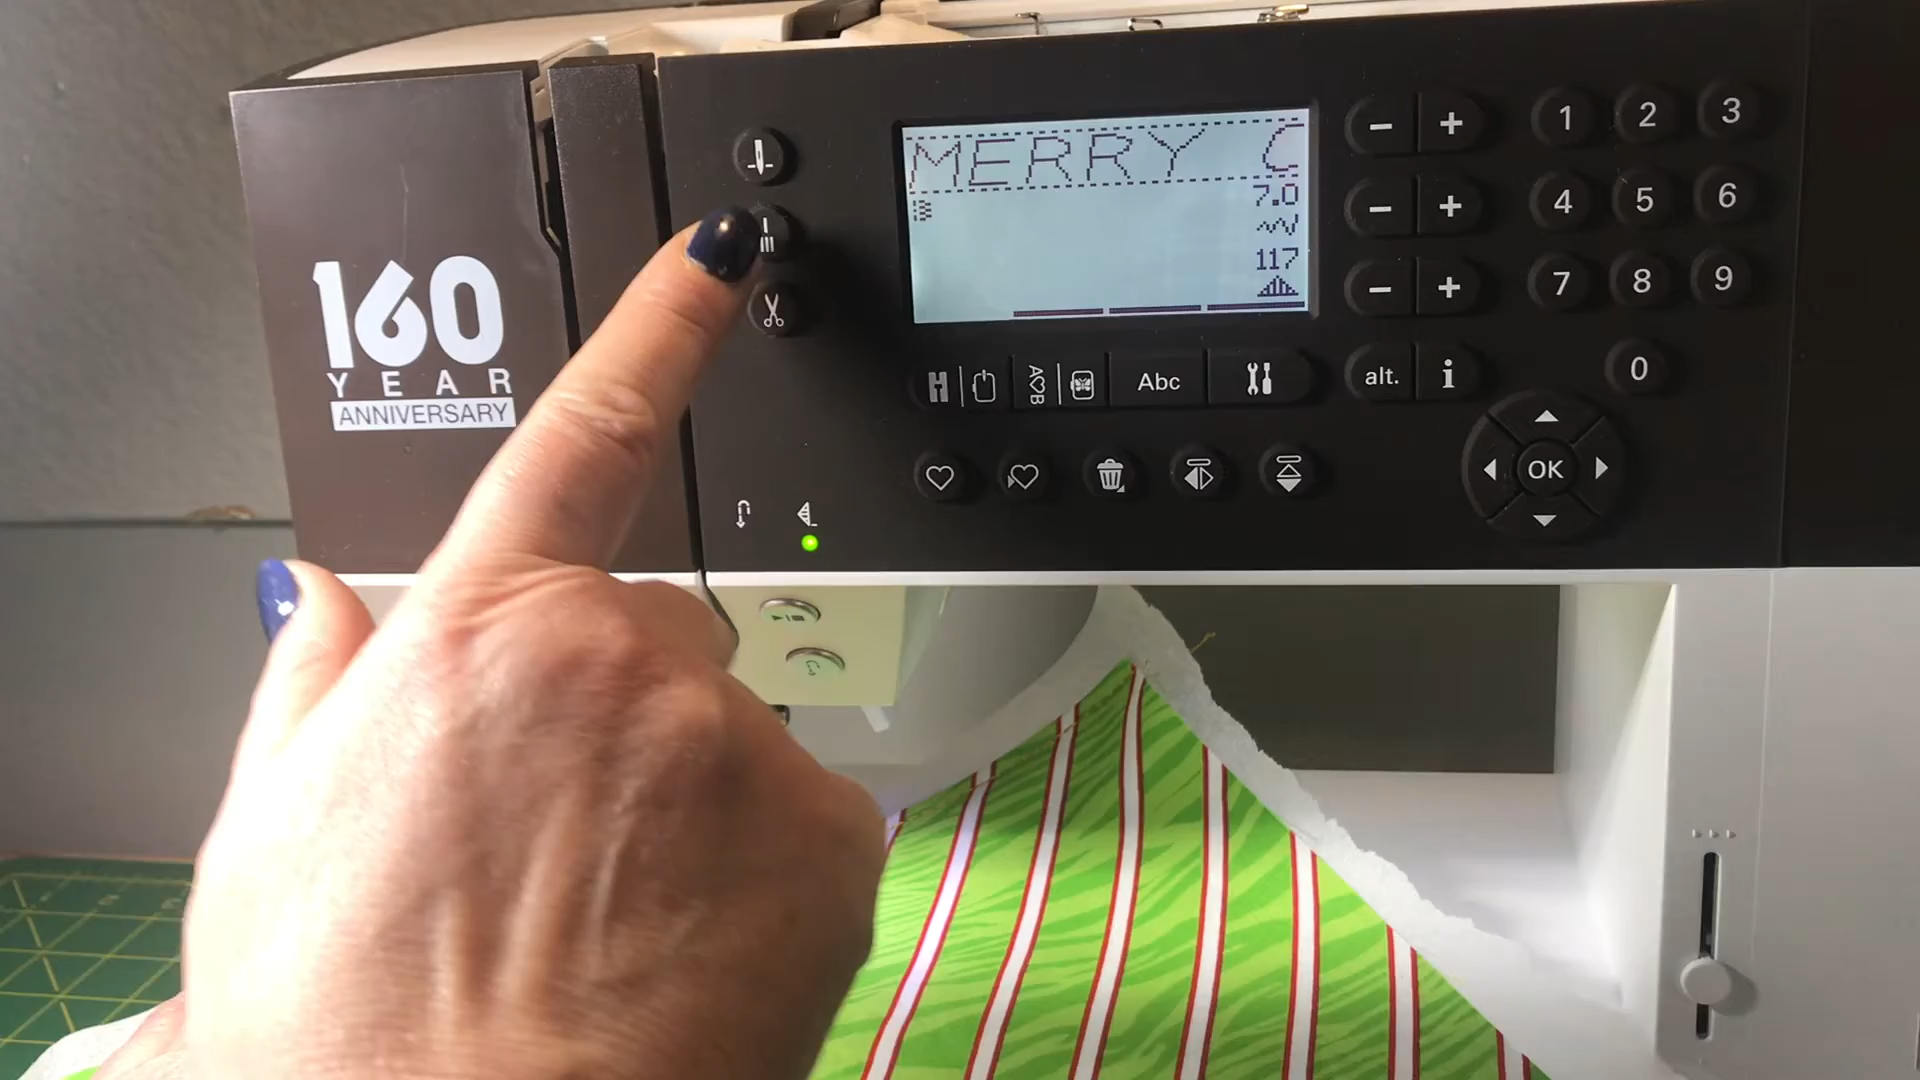 MERRY C
7.0
117
160
YEAR
ANNIVERSARY
- + 1 2 3
- + 4 5 6
- + 7 8 9
A♡B Abc alt. i 0
OK